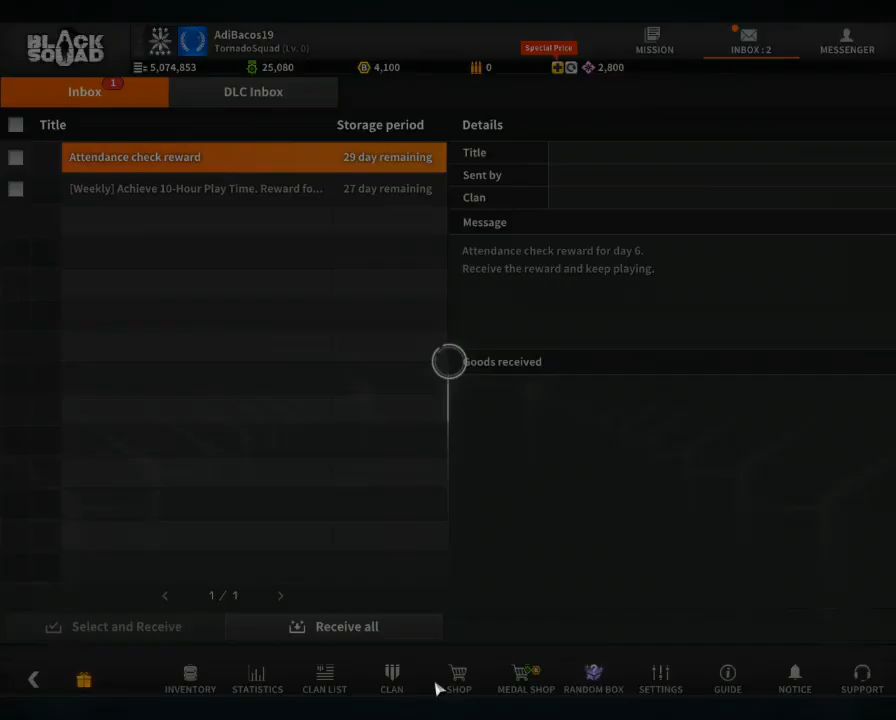 BLACK SQUAD
AdiBacos19
TornadoSquad (Lv. 0)
5,074,853
25,080
4,100
0
Special Price
2,800
MISSION
INBOX : 2
MESSENGER
Inbox
1
DLC Inbox
Title
Storage period
Details
Attendance check reward
29 day remaining
[Weekly] Achieve 10-Hour Play Time. Reward fo...
27 day remaining
Title
Sent by
Clan
Message
Attendance check reward for day 6.
Receive the reward and keep playing.
Goods received
< 1 / 1 >
Select and Receive
Receive all
INVENTORY
STATISTICS
CLAN LIST
CLAN
SHOP
MEDAL SHOP
RANDOM BOX
SETTINGS
GUIDE
NOTICE
SUPPORT